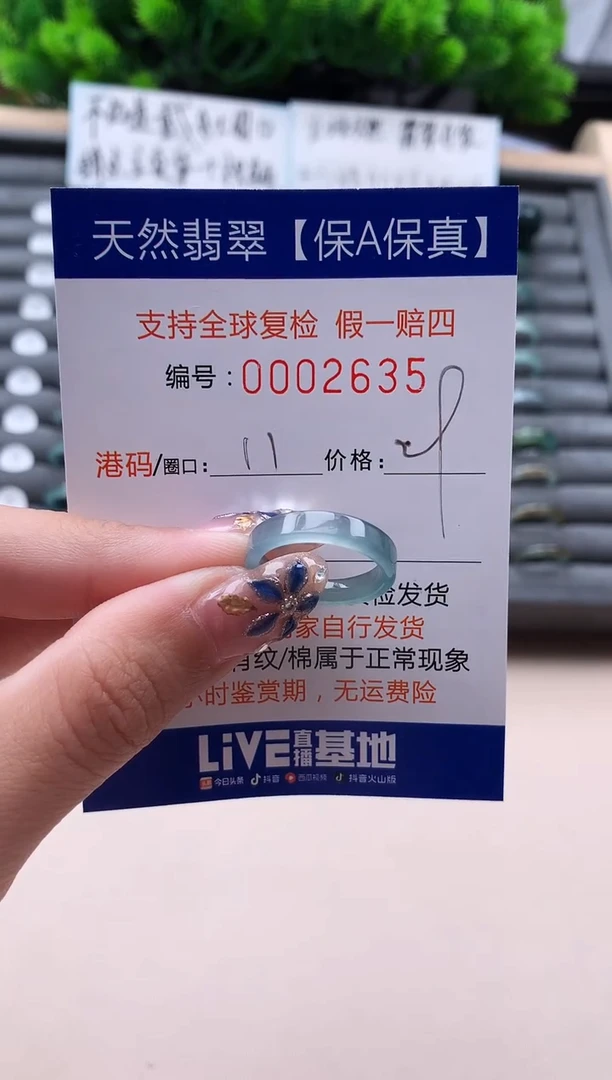 天然翡翠【保A保真】
支持全球复检 假一赔四
编号:0002635
港码/圈口: 11 价格:
检发货
家自行发货
有纹/棉属于正常现象
小时鉴赏期，无运费险
LiVE直播基地
今日头条 抖音 西瓜视频 抖音火山版